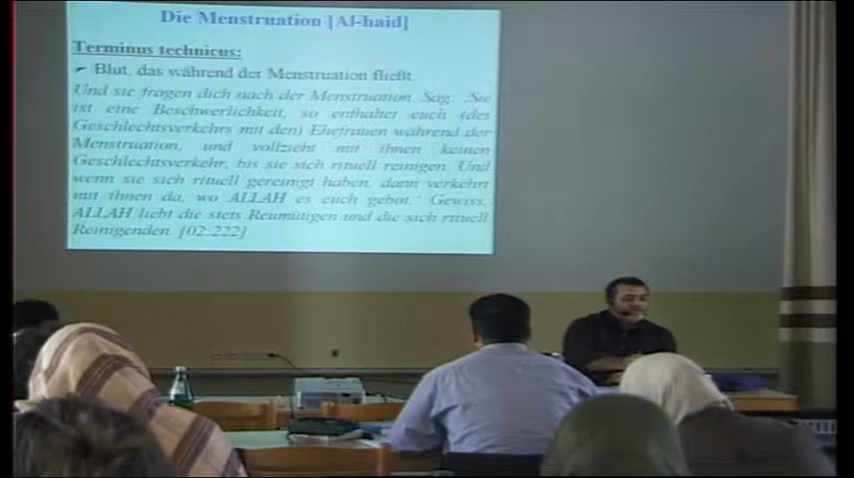 Die Menstruation [Al-haid]
Terminus technicus:
Blut, das während der Menstruation fließt.
Und sie fragen dich nach der Menstruation. Sag: „Sie
ist eine Beschwerlichkeit, so enthaltet euch (des
Geschlechtsverkehrs mit den) Ehefrauen während der
Menstruation, und vollzieht mit ihnen keinen
Geschlechtsverkehr, bis sie sich rituell reinigen. Und
wenn sie sich rituell gereinigt haben, dann verkehrt
mit ihnen da, wo ALLAH es euch gebot.“ Gewiss,
ALLAH liebt die stets Reumütigen und die sich rituell
Reinigenden. [02:222]